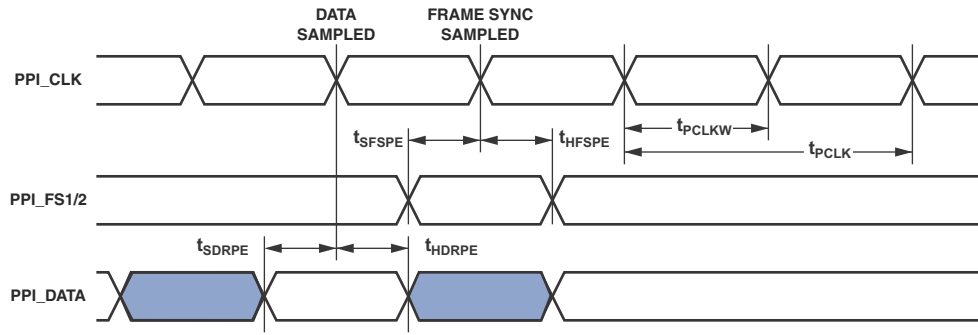 DATA
SAMPLED
FRAME SYNC
SAMPLED
PPI_CLK
tSFSPE
tHFSPE
tPCLKW
tPCLK
PPI_FS1/2
tSDRPE
tHDRPE
PPI_DATA